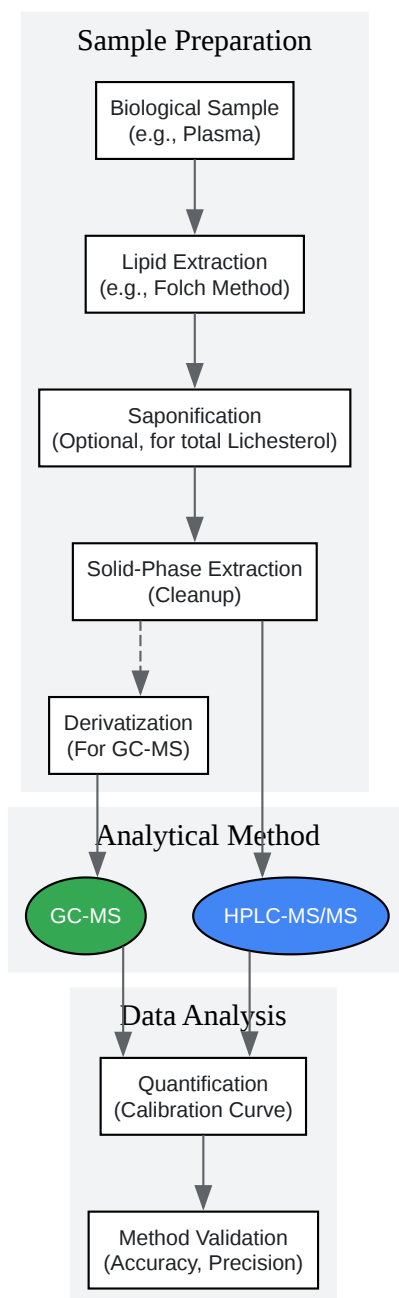 Sample Preparation
Biological Sample
(e.g., Plasma)
Lipid Extraction
(e.g., Folch Method)
Saponification
(Optional, for total Lichesterol)
Solid-Phase Extraction
(Cleanup)
Derivatization
(For GC-MS)
Analytical Method
GC-MS
HPLC-MS/MS
Data Analysis
Quantification
(Calibration Curve)
Method Validation
(Accuracy, Precision)